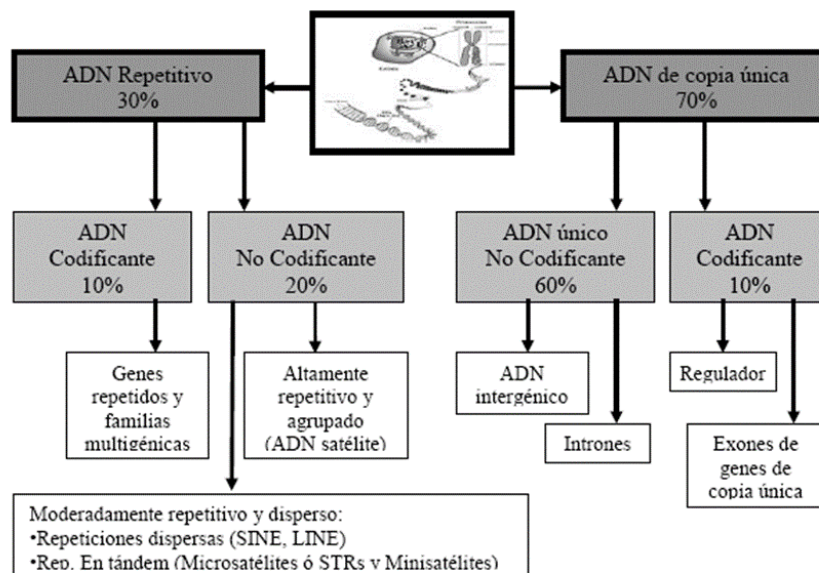 ADN Repetitivo
30%
ADN de copia única
70%
ADN
Codificante
10%
ADN
No Codificante
20%
ADN único
No Codificante
60%
ADN
Codificante
10%
Genes
repetidos y
familias
multigénicas
Altamente
repetitivo y
agrupado
(ADN satélite)
ADN
intergénico
Intrones
Regulador
Exones de
genes de
copia única
Moderadamente repetitivo y disperso:
•Repeticiones dispersas (SINE, LINE)
•Rep. En tándem (Microsatélites ó STRs y Minisatélites)